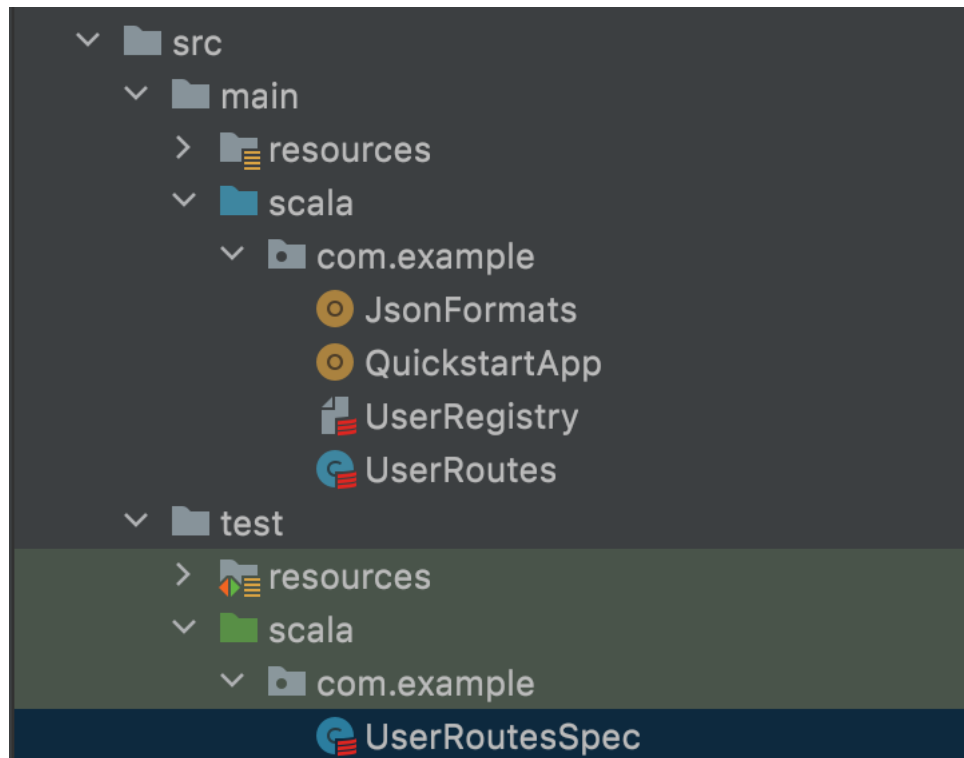 src
main
resources
scala
com.example
JsonFormats
QuickstartApp
UserRegistry
UserRoutes
test
resources
scala
com.example
UserRoutesSpec